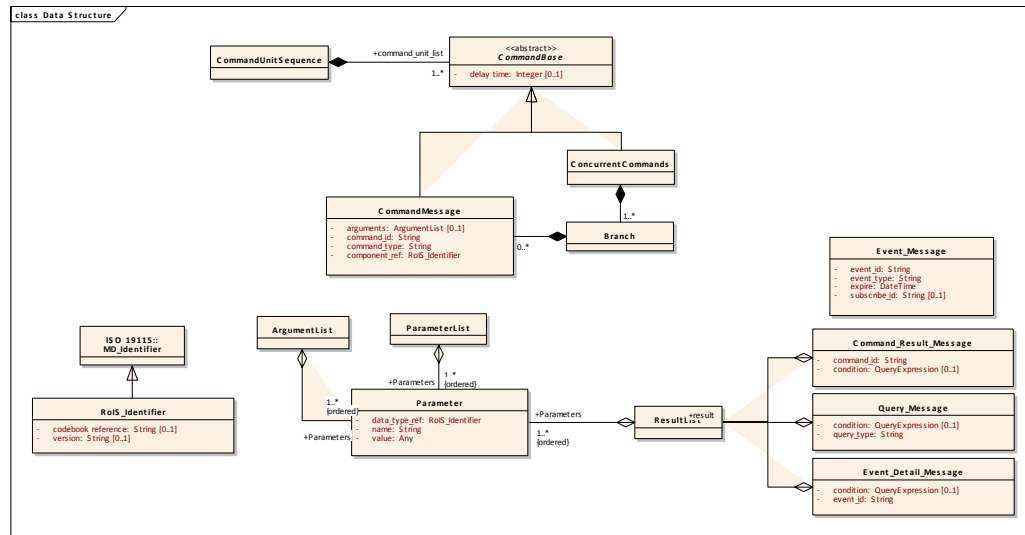 class Data Structure
CommandUnitSequence
+command_unit_list
1..*
<<abstract>>
CommandBase
- delay time: Integer [0..1]
ConcurrentCommands
1..*
Branch
0..*
CommandMessage
- arguments: ArgumentList [0..1]
- command_id: String
- command_type: String
- component_ref: RoIS_Identifier
Event_Message
- event_id: String
- event_type: String
- expire: DateTime
- subscribe_id: String [0..1]
ISO 19115::
MD_Identifier
RoIS_Identifier
- codebook reference: String [0..1]
- version: String [0..1]
ArgumentList
1..*
{ordered}
+Parameters
ParameterList
1..*
{ordered}
+Parameters
Parameter
- data_type_ref: RoIS_Identifier
- name: String
- value: Any
+Parameters
1..*
{ordered}
ResultList
+result
Command_Result_Message
- command_id: String
- condition: QueryExpression [0..1]
Query_Message
- condition: QueryExpression [0..1]
- query_type: String
Event_Detail_Message
- condition: QueryExpression [0..1]
- event_id: String